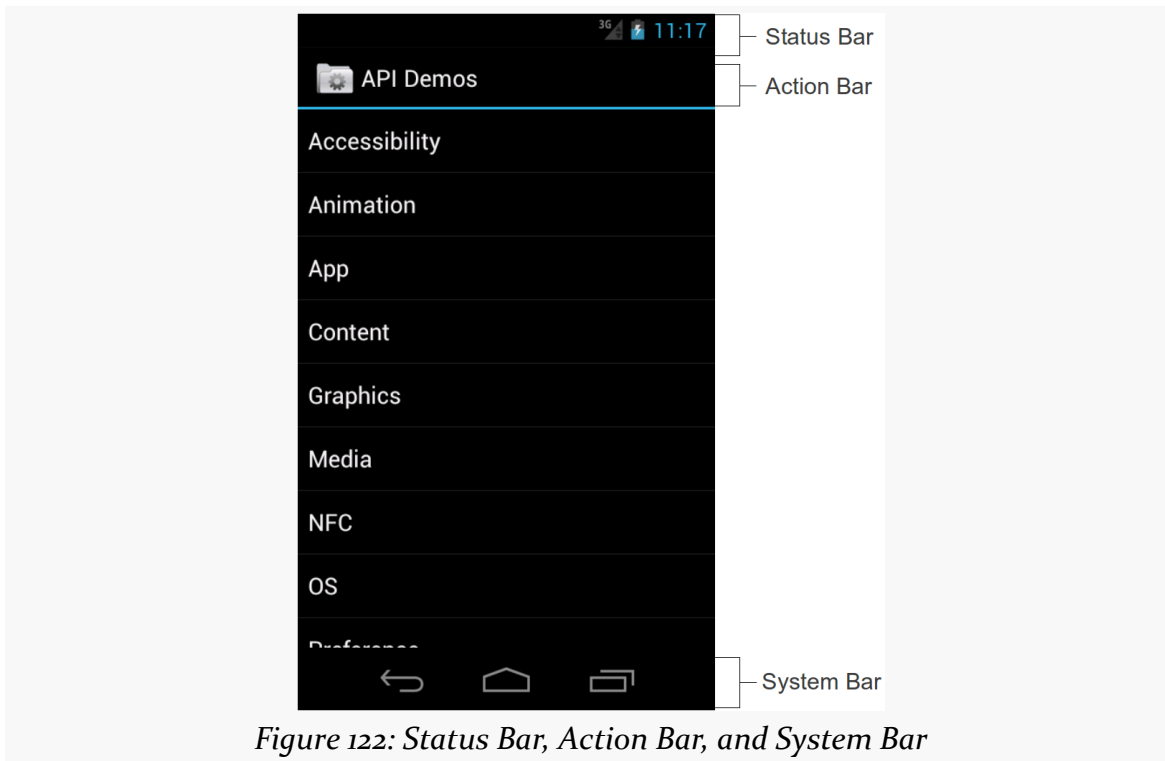 3G 11:17
Status Bar
API Demos
Action Bar
Accessibility
Animation
App
Content
Graphics
Media
NFC
OS
Preference
System Bar
Figure 122: Status Bar, Action Bar, and System Bar